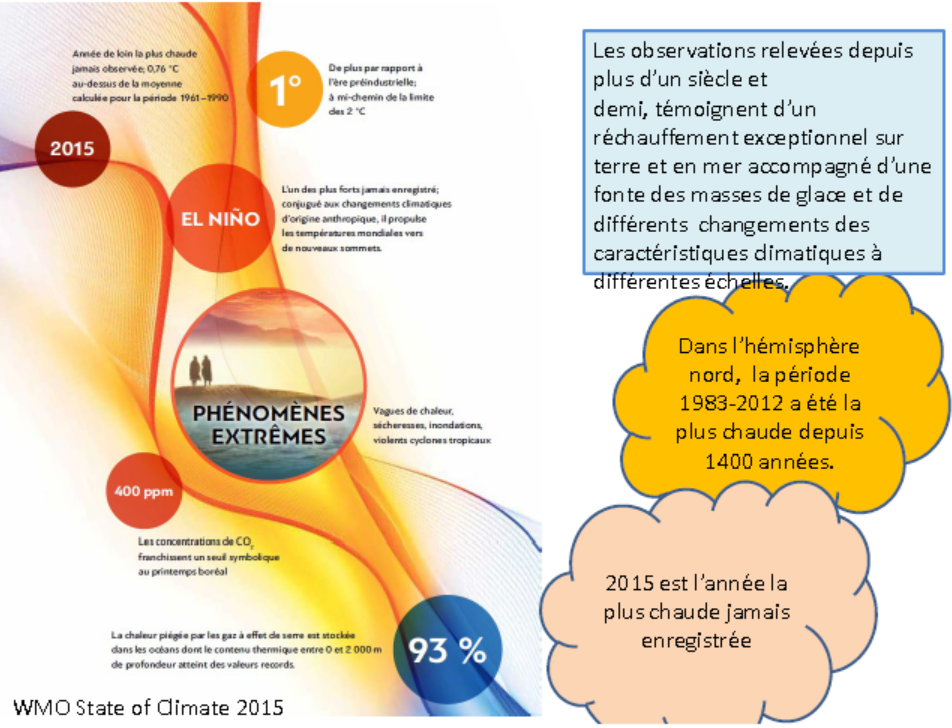 Année de loin la plus chaude
jamais observée; 0,76 °C
au-dessus de la moyenne
calculée pour la période 1961–1990
2015
1°
De plus par rapport à
l'ère préindustrielle;
à mi-chemin de la limite
des 2 °C
EL NIÑO
L'un des plus forts jamais enregistré;
conjugué aux changements climatiques
d'origine anthropique, il propulse
les températures mondiales vers
de nouveaux sommets.
PHÉNOMÈNES
EXTRÊMES
Vagues de chaleur,
sécheresses, inondations,
violents cyclones tropicaux
400 ppm
Les concentrations de CO₂
franchissent un seuil symbolique
au printemps boréal
La chaleur piégée par les gaz à effet de serre est stockée
dans les océans dont le contenu thermique entre 0 et 2 000 m
de profondeur atteint des valeurs records.
93 %
WMO State of Climate 2015
Les observations relevées depuis
plus d'un siècle et
demi, témoignent d'un
réchauffement exceptionnel sur
terre et en mer accompagné d'une
fonte des masses de glace et de
différents changements des
caractéristiques climatiques à
différentes échelles.
Dans l'hémisphère
nord, la période
1983-2012 a été la
plus chaude depuis
1400 années.
2015 est l'année la
plus chaude jamais
enregistrée